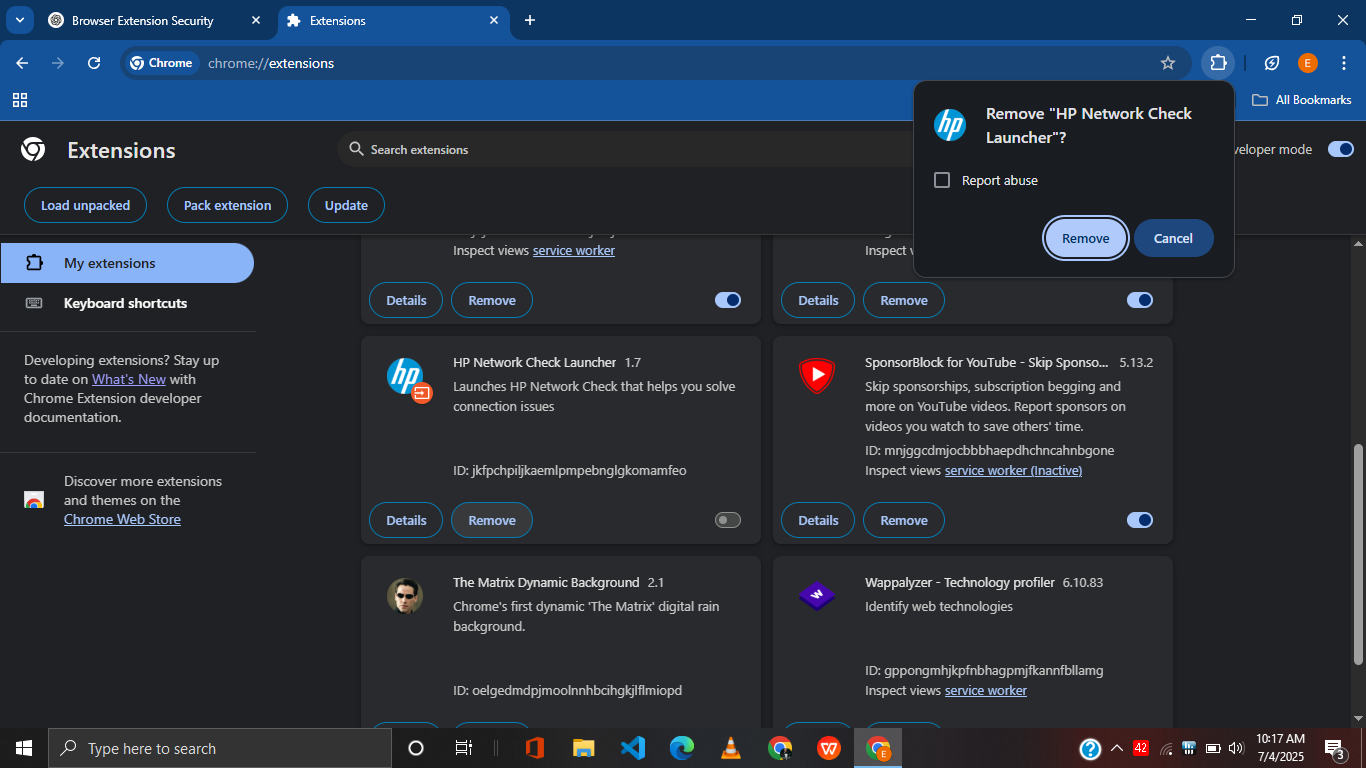 Browser Extension Security
Extensions
Chrome
chrome://extensions
E
All Bookmarks
Extensions
Search extensions
veloper mode
hp
Remove "HP Network Check
Launcher"?
Report abuse
Remove
Cancel
Load unpacked
Pack extension
Update
My extensions
Keyboard shortcuts
Developing extensions? Stay up
to date on What's New with
Chrome Extension developer
documentation.
Discover more extensions
and themes on the
Chrome Web Store
Inspect views service worker
Details
Remove
Inspect v
Details
Remove
hp
HP Network Check Launcher 1.7
Launches HP Network Check that helps you solve
connection issues
ID: jkfpchpiljkaemlpmpebnglgkomamfeo
Details
Remove
SponsorBlock for YouTube - Skip Sponso... 5.13.2
Skip sponsorships, subscription begging and
more on YouTube videos. Report sponsors on
videos you watch to save others' time.
ID: mnjggcdmjocbbbhaepdhchncahnbgone
Inspect views service worker (Inactive)
Details
Remove
The Matrix Dynamic Background 2.1
Chrome's first dynamic 'The Matrix' digital rain
background.
ID: oelgedmdpjmoolnnhbcihgkjlflmiopd
W
Wappalyzer - Technology profiler 6.10.83
Identify web technologies
ID: gppongmhjkpfnbhagpmjfkannfbllamg
Inspect views service worker
Type here to search
W
E
?
42
10:17 AM
7/4/2025
3